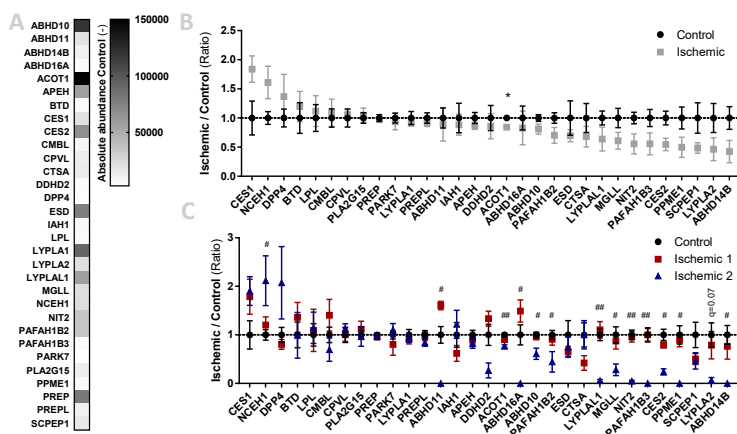 A
ABHD10
ABHD11
ABHD14B
ABHD16A
ACOT1
APEH
BTD
CES1
CES2
CMBL
CPVL
CTSA
DDHD2
DPP4
ESD
IAH1
LPL
LYPLA1
LYPLA2
LYPLAL1
MGLL
NCEH1
NIT2
PAFAH1B2
PAFAH1B3
PARK7
PLA2G15
PPME1
PREP
PREPL
SCPEP1
150000
100000
50000
Absolute abundance Control (-)
B
Ischemic / Control (Ratio)
2.5
2.0
1.5
1.0
0.5
0.0
Control
Ischemic
*
CES1
NCEH1
DPP4
BTD
LPL
CMBL
CPVL
PLA2G15
PREP
PARK7
LYPLA1
PREPL
ABHD11
IAH1
APEH
DDHD2
ACOT1
ABHD16A
ABHD10
PAFAH1B2
ESD
CTSA
LYPLAL1
MGLL
NIT2
PAFAH1B3
CES2
PPME1
SCPEP1
LYPLA2
ABHD14B
C
Ischemic / Control (Ratio)
3
2
1
0
Control
Ischemic 1
Ischemic 2
# # ## # # # ## # ## ## # # q=0.07 #
CES1
NCEH1
DPP4
BTD
LPL
CMBL
CPVL
PLA2G15
PREP
PARK7
LYPLA1
PREPL
ABHD11
IAH1
APEH
DDHD2
ACOT1
ABHD16A
ABHD10
PAFAH1B2
ESD
CTSA
LYPLAL1
MGLL
NIT2
PAFAH1B3
CES2
PPME1
SCPEP1
LYPLA2
ABHD14B